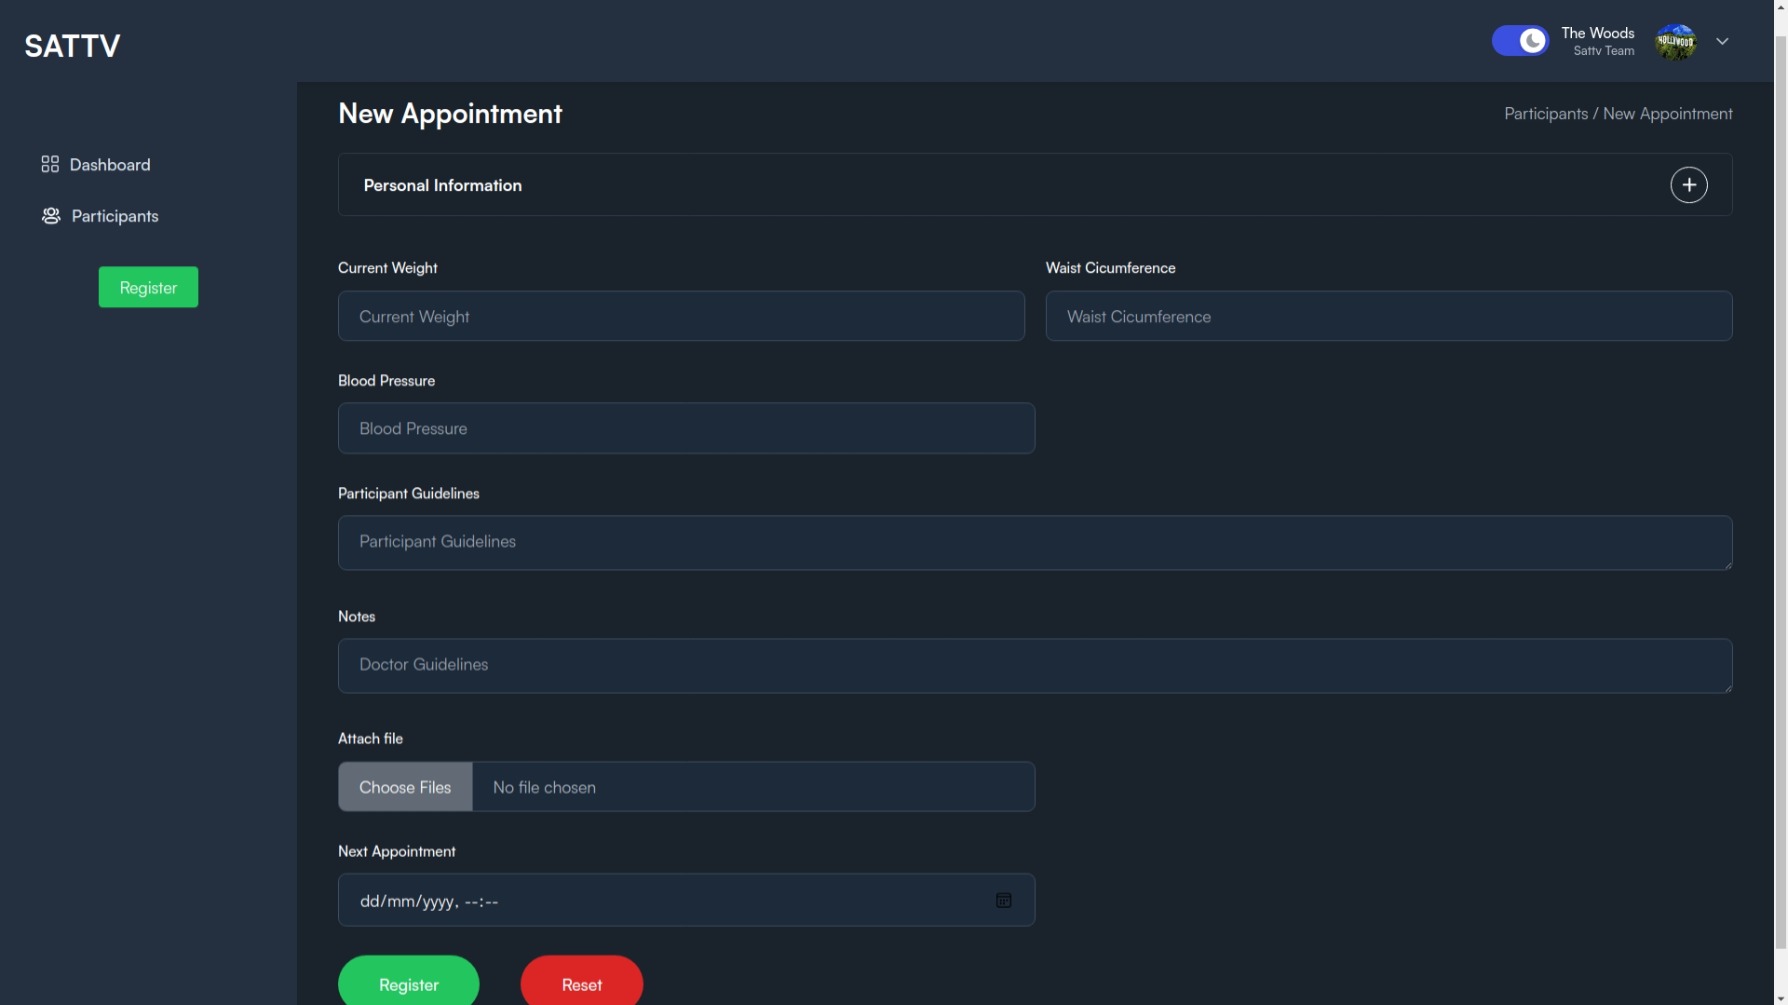 SATTV
The Woods
Sattv Team
HOLLYWOOD
Dashboard
Participants
Register
New Appointment
Participants / New Appointment
Personal Information
Current Weight
Waist Cicumference
Current Weight
Waist Cicumference
Blood Pressure
Blood Pressure
Participant Guidelines
Participant Guidelines
Notes
Doctor Guidelines
Attach file
Choose Files No file chosen
Next Appointment
dd/mm/yyyy, --:--
Register
Reset